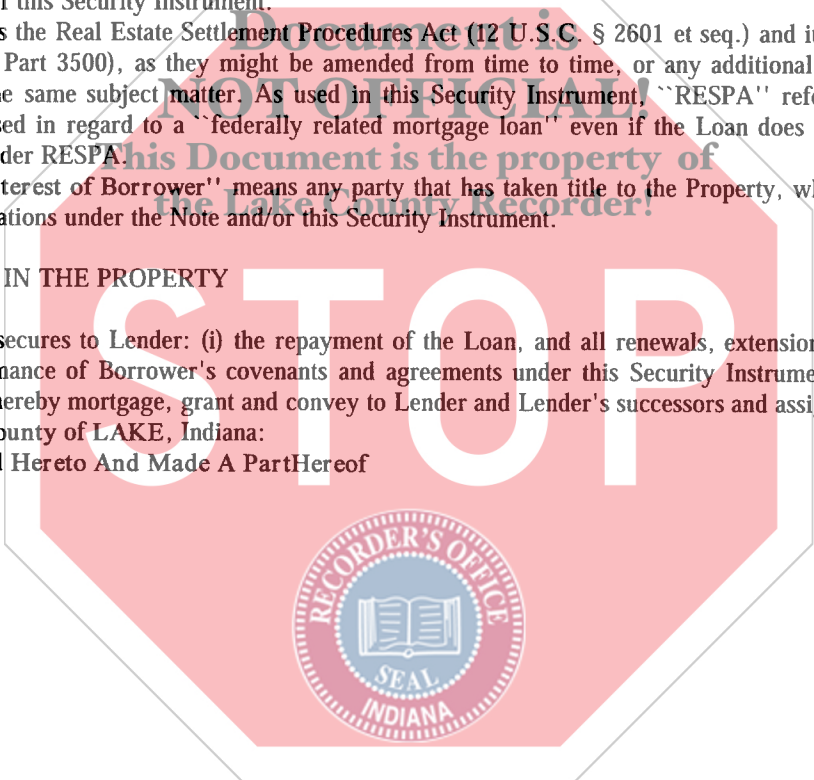 this Security Instrument.
s the Real Estate Settlement Procedures Act (12 U.S.C. § 2601 et seq.) and
Document is
Part 3500), as they might be amended from time to time, or any additional
NOT OFFICIAL!
e same subject matter. As used in this Security Instrument, ``RESPA'' refe
sed in regard to a ``federally related mortgage loan'' even if the Loan does
der RESPA.
This Document is the property of
terest of Borrower'' means any party that has taken title to the Property, w
the Lake County Recorder!
ations under the Note and/or this Security Instrument.
IN THE PROPERTY
secures to Lender: (i) the repayment of the Loan, and all renewals, extension
mance of Borrower's covenants and agreements under this Security Instrume
hereby mortgage, grant and convey to Lender and Lender's successors and assi
ounty of LAKE, Indiana:
Hereto And Made A PartHereof
STOP
RECORDER'S OFFICE
SEAL
INDIANA